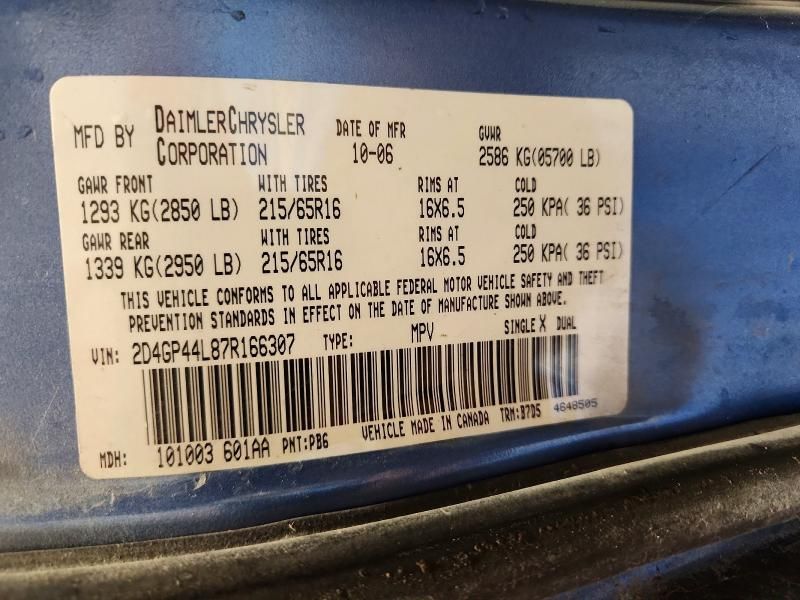 MFD BY DAIMLERCHRYSLER CORPORATION DATE OF MFR 10-06 GVWR 2586 KG(05700 LB)
GAWR FRONT WITH TIRES RIMS AT COLD
1293 KG(2850 LB) 215/65R16 16X6.5 250 KPA( 36 PSI)
GAWR REAR WITH TIRES RIMS AT COLD
1339 KG(2950 LB) 215/65R16 16X6.5 250 KPA( 36 PSI)
THIS VEHICLE CONFORMS TO ALL APPLICABLE FEDERAL MOTOR VEHICLE SAFETY AND THEFT
PREVENTION STANDARDS IN EFFECT ON THE DATE OF MANUFACTURE SHOWN ABOVE.
VIN: 2D4GP44L87R166307 TYPE: MPV SINGLE X DUAL
MDH: 101003 601AA PNT:PB6 VEHICLE MADE IN CANADA TRM:B7D5 4648505